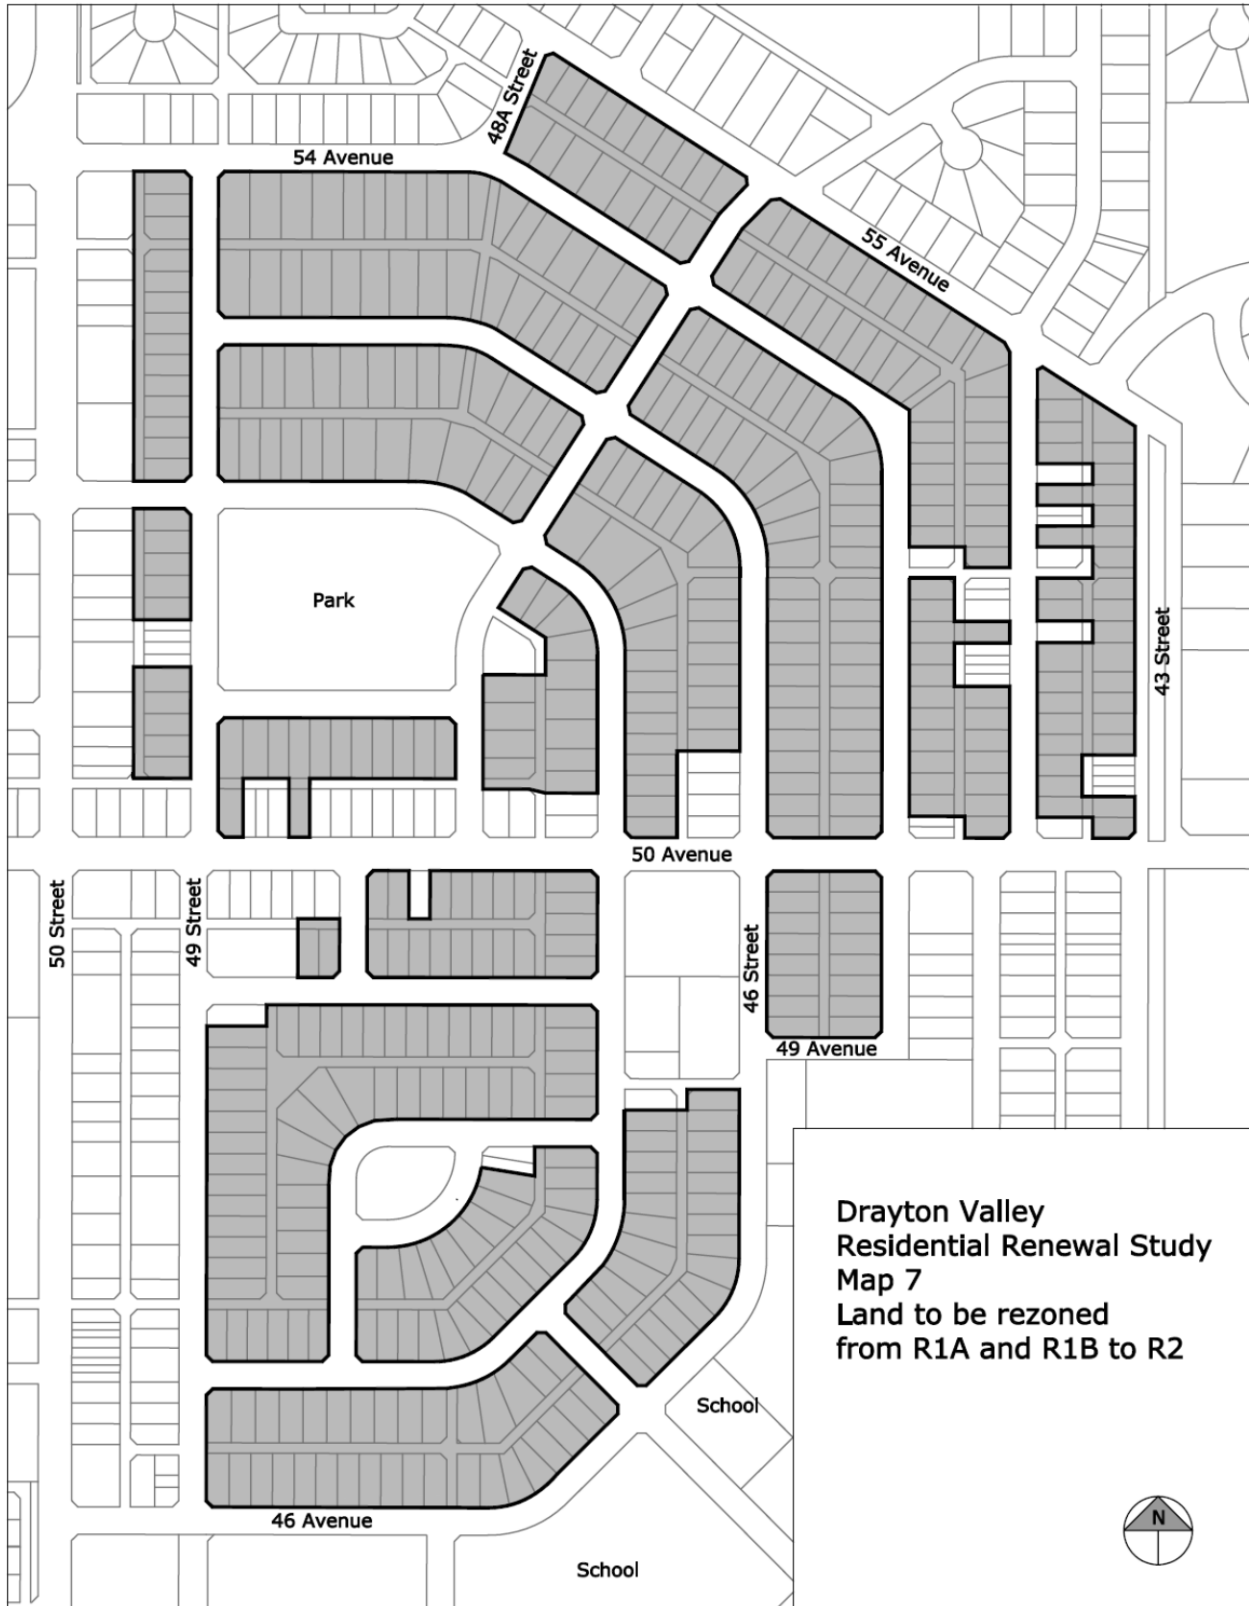 48A Street
54 Avenue
55 Avenue
Park
43 Street
50 Avenue
50 Street
49 Street
46 Street
49 Avenue
Drayton Valley
Residential Renewal Study
Map 7
Land to be rezoned
from R1A and R1B to R2
School
N
46 Avenue
School